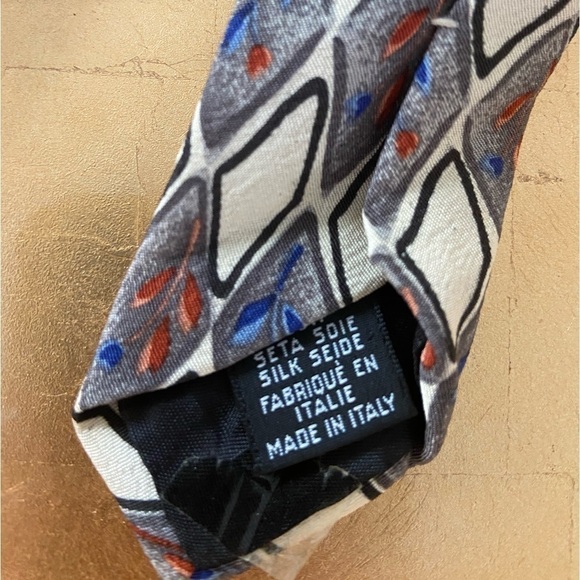 SETA SOIE
SILK SEIDE
FABRIQUÉ EN
ITALIE
MADE IN ITALY